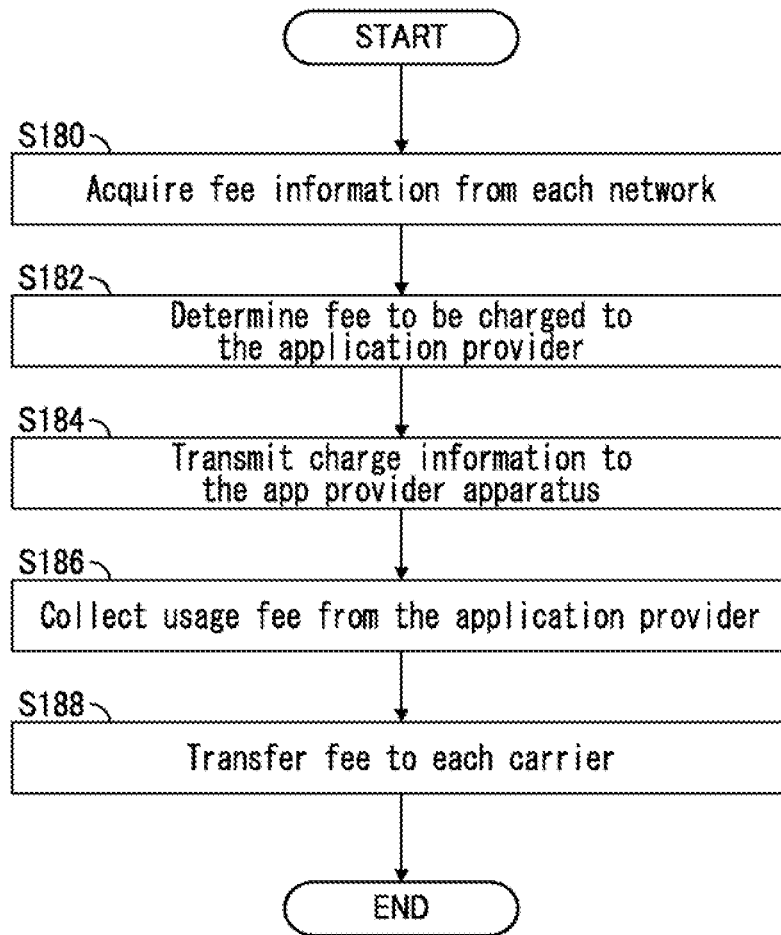 START
S180
Acquire fee information from each network
S182
Determine fee to be charged to
the application provider
S184
Transmit charge information to
the app provider apparatus
S186
Collect usage fee from the application provider
S188
Transfer fee to each carrier
END